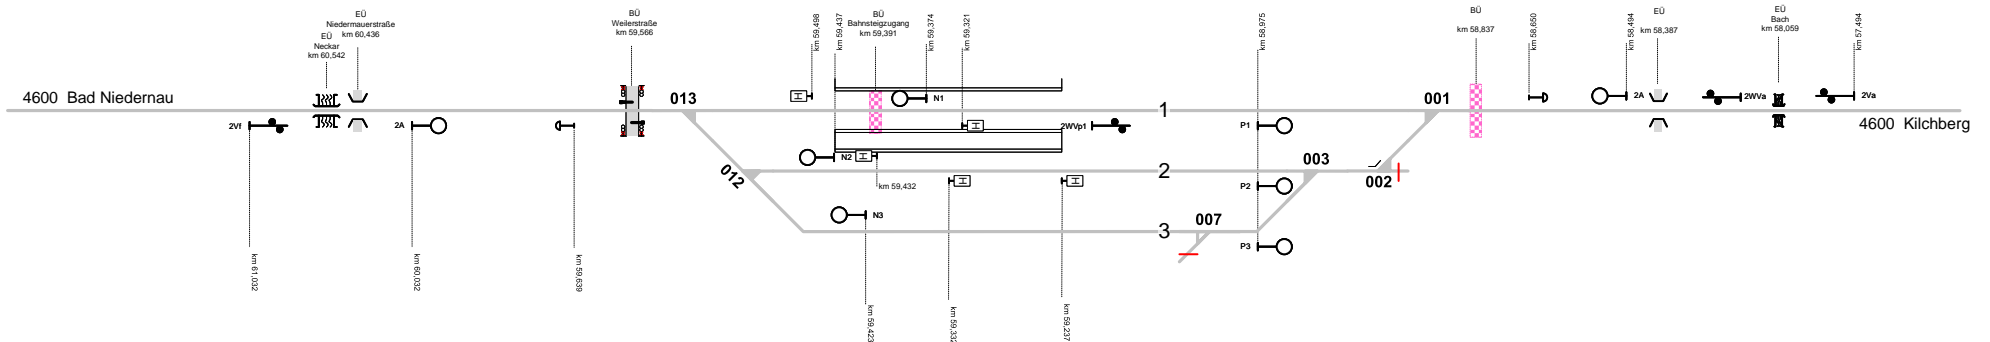 EÜ
Niedermauerstraße
km 60,436
EÜ
Neckar
km 60,542
BÜ
Weilerstraße
km 59,566
km 59,498
km 59,437
BÜ
Bahnsteigzugang
km 59,391
km 59,374
km 59,321
km 58,975
BÜ
km 58,837
km 58,650
km 58,494
EÜ
km 58,387
EÜ
Bach
km 58,059
km 57,494
4600 Bad Niedernau
013
N1
1
001
2A
2WVa
2Va
4600 Kilchberg
2Vf
2A
2WVp1
P1
N2
012
km 59,432
2
003
002
P2
N3
007
3
P3
km 61,032
km 60,032
km 59,639
km 59,423
km 59,332
km 59,237